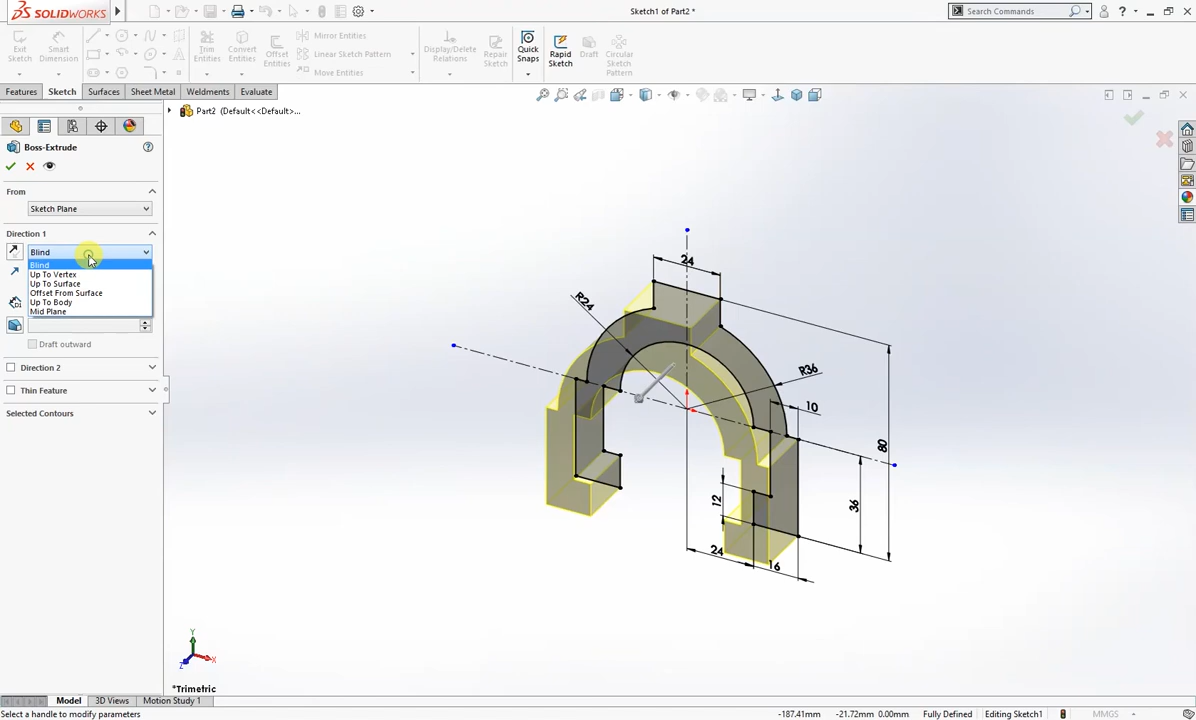 SOLIDWORKS
Sketch1 of Part2 *
Search Commands
Exit Sketch
Smart Dimension
Trim Entities
Convert Entities
Offset Entities
Mirror Entities
Linear Sketch Pattern
Move Entities
Display/Delete Relations
Repair Sketch
Quick Snaps
Rapid Sketch
Draft
Circular Sketch Pattern
Features Sketch Surfaces Sheet Metal Weldments Evaluate
Part2 (Default<<Default>...
Boss-Extrude
From
Sketch Plane
Direction 1
Blind
Blind
Up To Vertex
Up To Surface
Offset From Surface
Up To Body
Mid Plane
Draft outward
Direction 2
Thin Feature
Selected Contours
24
R24
R36
10
80
12
36
24
16
Y
X
Z
*Trimetric
Model 3D Views Motion Study 1
Select a handle to modify parameters
-187.41mm -21.72mm 0.00mm Fully Defined Editing Sketch1 MMGS